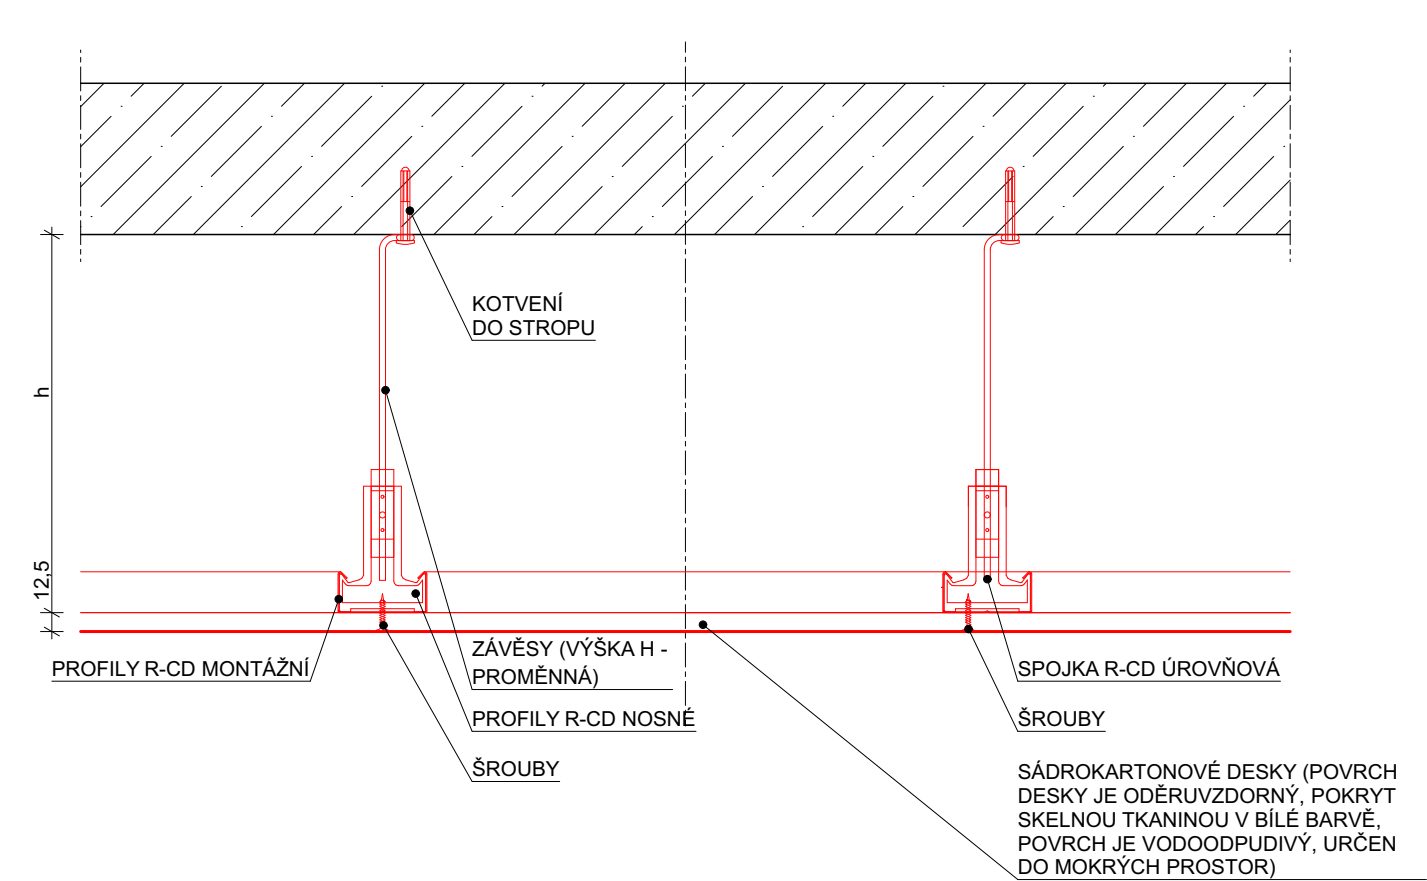 KOTVENÍ
DO STROPU
h
12,5
ZÁVĚSY (VÝŠKA H -
PROMĚNNÁ)
PROFILY R-CD MONTÁŽNÍ
SPOJKA R-CD ÚROVŇOVÁ
PROFILY R-CD NOSNÉ
ŠROUBY
ŠROUBY
SÁDROKARTONOVÉ DESKY (POVRCH
DESKY JE ODĚRUVZDORNÝ, POKRYT
SKELNOU TKANINOU V BÍLÉ BARVĚ,
POVRCH JE VODOODPUDIVÝ, URČEN
DO MOKRÝCH PROSTOR)